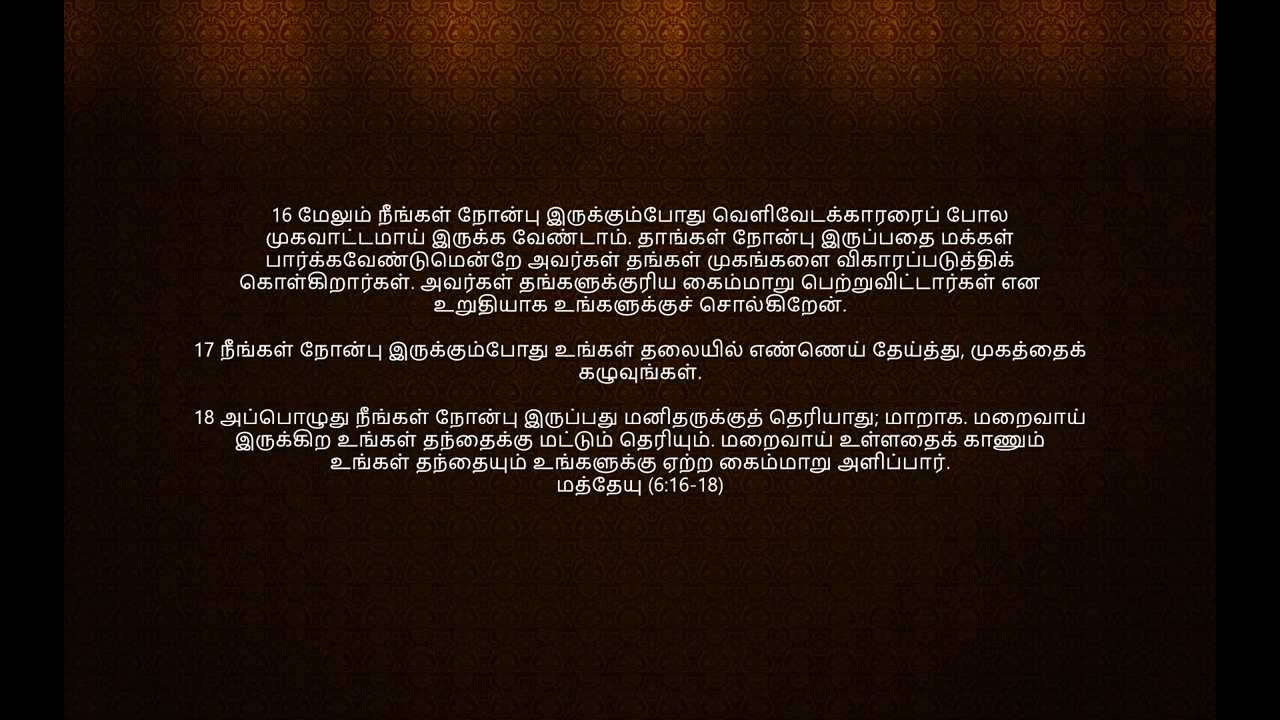 16 மேலும் நீங்கள் நோன்பு இருக்கும்போது வெளிவேடக்காரரைப் போல
முகவாட்டமாய் இருக்க வேண்டாம். தாங்கள் நோன்பு இருப்பதை மக்கள்
பார்க்கவேண்டுமென்றே அவர்கள் தங்கள் முகங்களை விகாரப்படுத்திக்
கொள்கிறார்கள். அவர்கள் தங்களுக்குரிய கைம்மாறு பெற்றுவிட்டார்கள் என
உறுதியாக உங்களுக்குச் சொல்கிறேன்.
17 நீங்கள் நோன்பு இருக்கும்போது உங்கள் தலையில் எண்ணெய் தேய்த்து, முகத்தைக்
கழுவுங்கள்.
18 அப்பொழுது நீங்கள் நோன்பு இருப்பது மனிதருக்குத் தெரியாது; மாறாக. மறைவாய்
இருக்கிற உங்கள் தந்தைக்கு மட்டும் தெரியும். மறைவாய் உள்ளதைக் காணும்
உங்கள் தந்தையும் உங்களுக்கு ஏற்ற கைம்மாறு அளிப்பார்.
மத்தேயு (6:16-18)